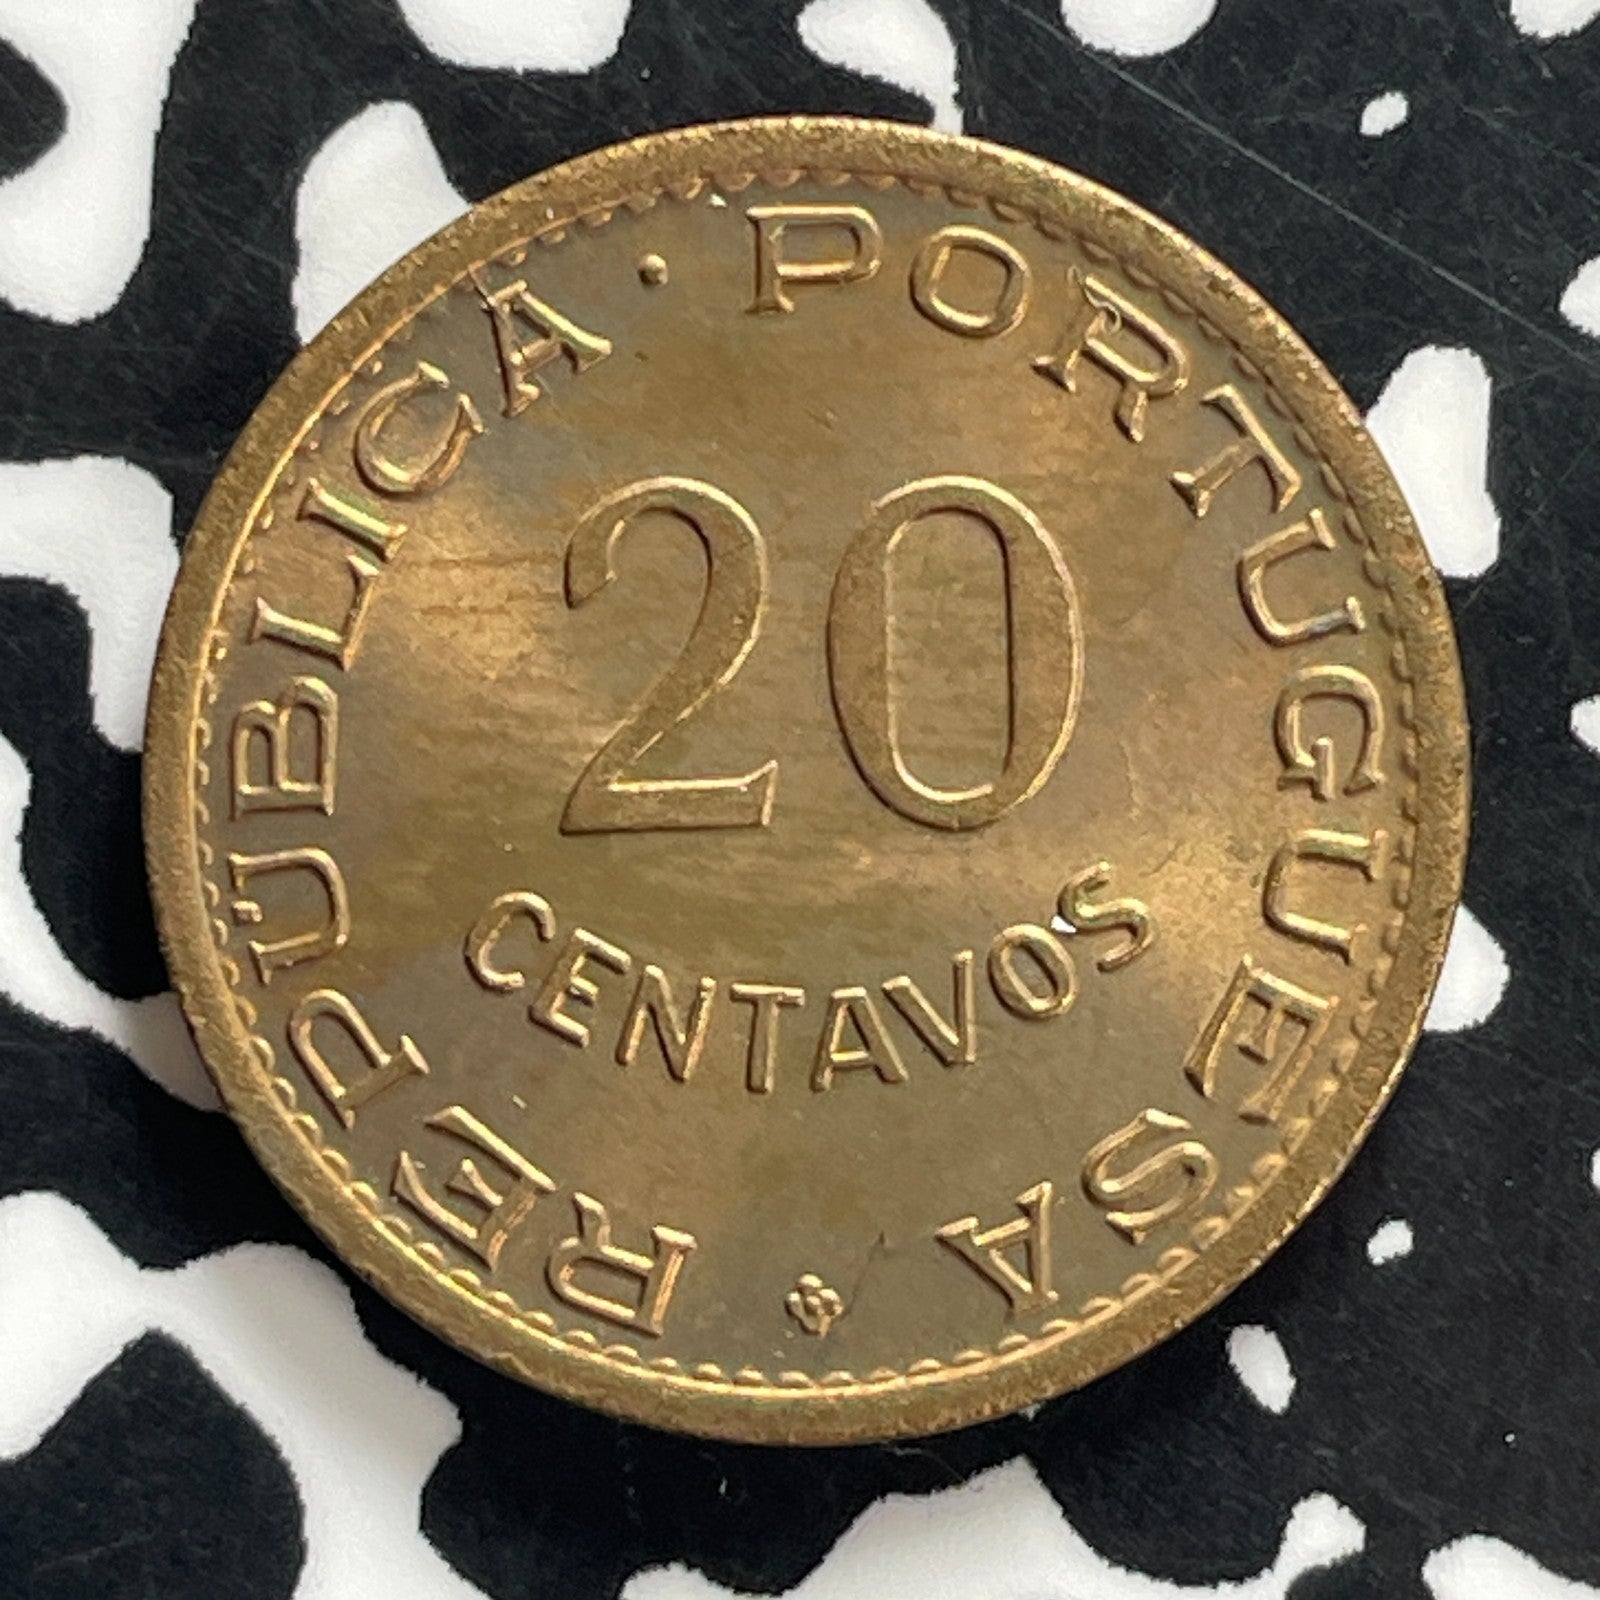 REPÚBLICA · PORTUGUESA
20
CENTAVOS